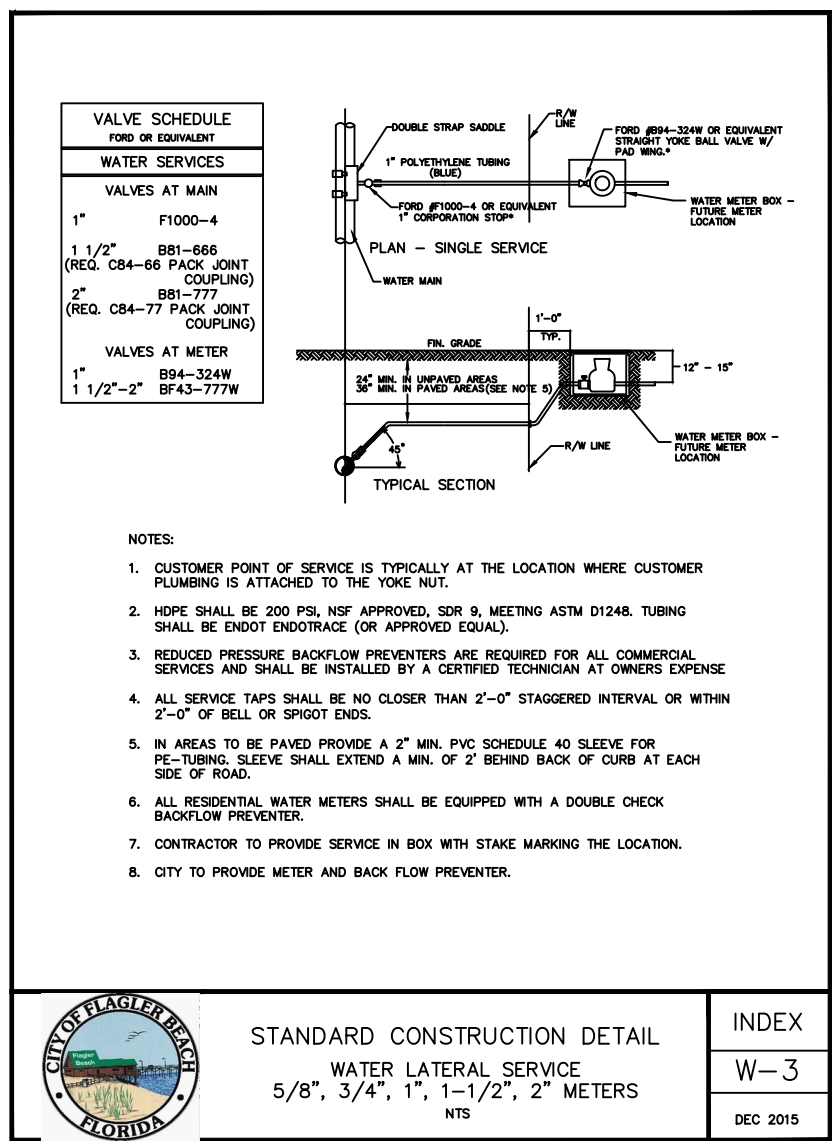 VALVE SCHEDULE
FORD OR EQUIVALENT
WATER SERVICES
VALVES AT MAIN
1" F1000-4
1 1/2" B81-666
(REQ. C84-66 PACK JOINT
COUPLING)
2" B81-777
(REQ. C84-77 PACK JOINT
COUPLING)
VALVES AT METER
1" B94-324W
1 1/2"-2" BF43-777W
DOUBLE STRAP SADDLE
R/W
LINE
FORD #B94-324W OR EQUIVALENT
STRAIGHT YOKE BALL VALVE W/
PAD WING.*
1" POLYETHYLENE TUBING
(BLUE)
FORD #F1000-4 OR EQUIVALENT
1" CORPORATION STOP*
WATER METER BOX -
FUTURE METER
LOCATION
PLAN - SINGLE SERVICE
WATER MAIN
1'-0"
TYP.
FIN. GRADE
12" - 15"
24" MIN. IN UNPAVED AREAS
36" MIN. IN PAVED AREAS(SEE NOTE 5)
45°
R/W LINE
WATER METER BOX -
FUTURE METER
LOCATION
TYPICAL SECTION
NOTES:
1. CUSTOMER POINT OF SERVICE IS TYPICALLY AT THE LOCATION WHERE CUSTOMER
PLUMBING IS ATTACHED TO THE YOKE NUT.
2. HDPE SHALL BE 200 PSI, NSF APPROVED, SDR 9, MEETING ASTM D1248. TUBING
SHALL BE ENDOT ENDOTRACE (OR APPROVED EQUAL).
3. REDUCED PRESSURE BACKFLOW PREVENTERS ARE REQUIRED FOR ALL COMMERCIAL
SERVICES AND SHALL BE INSTALLED BY A CERTIFIED TECHNICIAN AT OWNERS EXPENSE
4. ALL SERVICE TAPS SHALL BE NO CLOSER THAN 2'-0" STAGGERED INTERVAL OR WITHIN
2'-0" OF BELL OR SPIGOT ENDS.
5. IN AREAS TO BE PAVED PROVIDE A 2" MIN. PVC SCHEDULE 40 SLEEVE FOR
PE-TUBING. SLEEVE SHALL EXTEND A MIN. OF 2' BEHIND BACK OF CURB AT EACH
SIDE OF ROAD.
6. ALL RESIDENTIAL WATER METERS SHALL BE EQUIPPED WITH A DOUBLE CHECK
BACKFLOW PREVENTER.
7. CONTRACTOR TO PROVIDE SERVICE IN BOX WITH STAKE MARKING THE LOCATION.
8. CITY TO PROVIDE METER AND BACK FLOW PREVENTER.
CITY OF FLAGLER BEACH
Flagler
Beach
FLORIDA
STANDARD CONSTRUCTION DETAIL
WATER LATERAL SERVICE
5/8", 3/4", 1", 1-1/2", 2" METERS
NTS
INDEX
W-3
DEC 2015